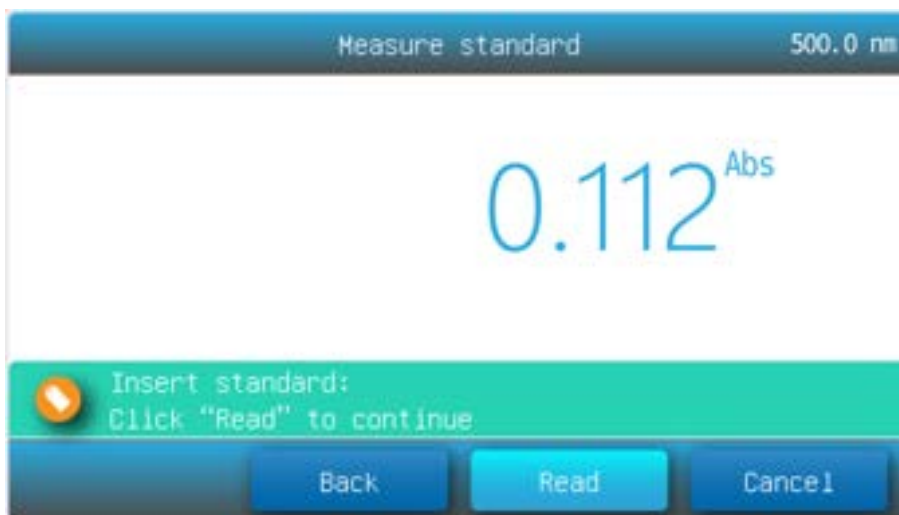 Measure standard 500.0 nm
0.112 Abs
Insert standard:
Click “Read” to continue
Back Read Cancel